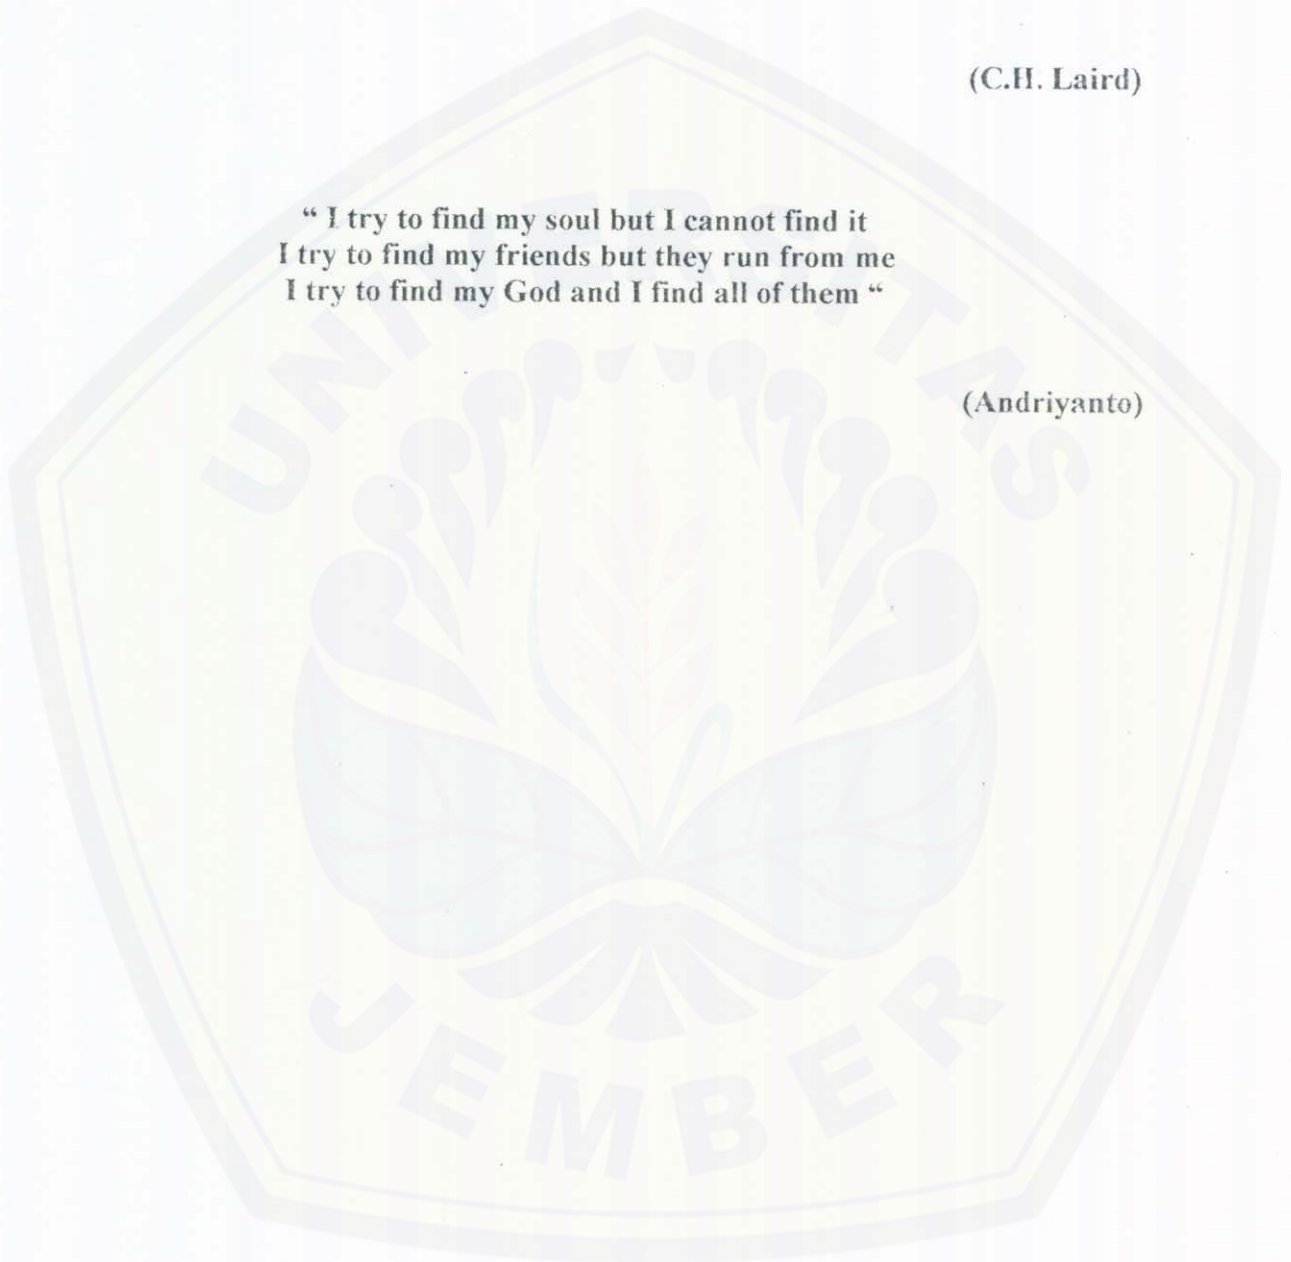 (C.H. Laird)
“ I try to find my soul but I cannot find it
I try to find my friends but they run from me
I try to find my God and I find all of them “
(Andriyanto)
UNIVERSITAS
JEMBER